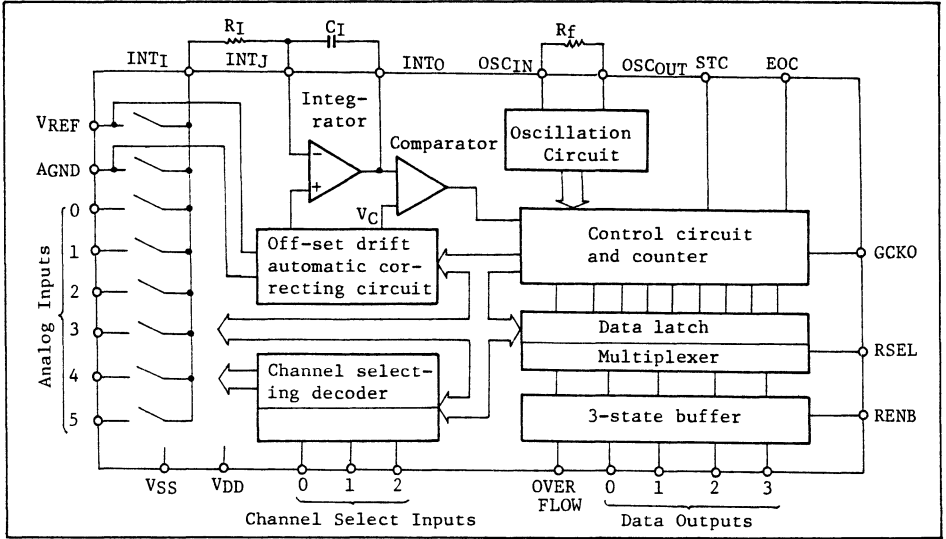 RI
CI
Rf
INTI
INTJ
INTO
OSCIN
OSCOUT
STC
EOC
Integ-
rator
Comparator
Oscillation
Circuit
VREF
AGND
−
+
VC
Analog Inputs
0
1
2
3
4
5
Off-set drift
automatic cor-
recting circuit
Control circuit
and counter
GCKO
Data latch
Multiplexer
RSEL
Channel select-
ing decoder
3-state buffer
RENB
VSS
VDD
0
1
2
Channel Select Inputs
OVER
FLOW
0
1
2
3
Data Outputs